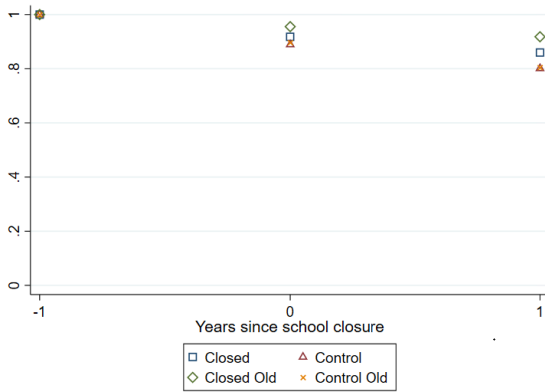 1
.8
.6
.4
.2
0
-1 0 1
Years since school closure
Closed Control
Closed Old Control Old